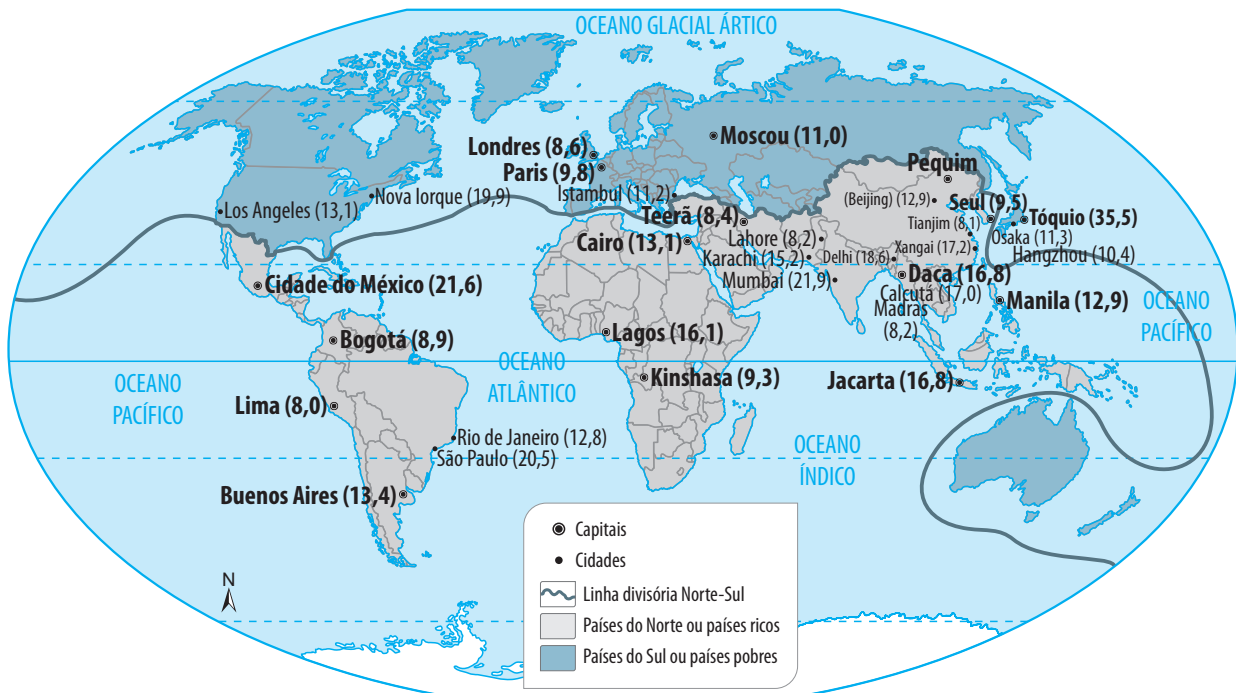 OCEANO GLACIAL ÁRTICO
Moscou (11,0)
Londres (8,6)
Paris (9,8)
Istambul (11,2)
Nova Iorque (19,9)
Los Angeles (13,1)
Pequim
(Beijing) (12,9)
Seul (9,5)
Teerã (8,4)
Tóquio (35,5)
Tianjim (8,1)
Osaka (11,3)
Cairo (13,1)
Lahore (8,2)
Xangai (17,2)
Hangzhou (10,4)
Karachi (15,2)
Delhi (18,6)
Mumbai (21,9)
Daca (16,8)
Calcutá (17,0)
Madras
(8,2)
Cidade do México (21,6)
Manila (12,9)
OCEANO
PACÍFICO
Bogotá (8,9)
Lagos (16,1)
OCEANO
ATLÂNTICO
OCEANO
PACÍFICO
Kinshasa (9,3)
Jacarta (16,8)
Lima (8,0)
Rio de Janeiro (12,8)
São Paulo (20,5)
OCEANO
ÍNDICO
Buenos Aires (13,4)
N
Capitais
Cidades
Linha divisória Norte-Sul
Países do Norte ou países ricos
Países do Sul ou países pobres